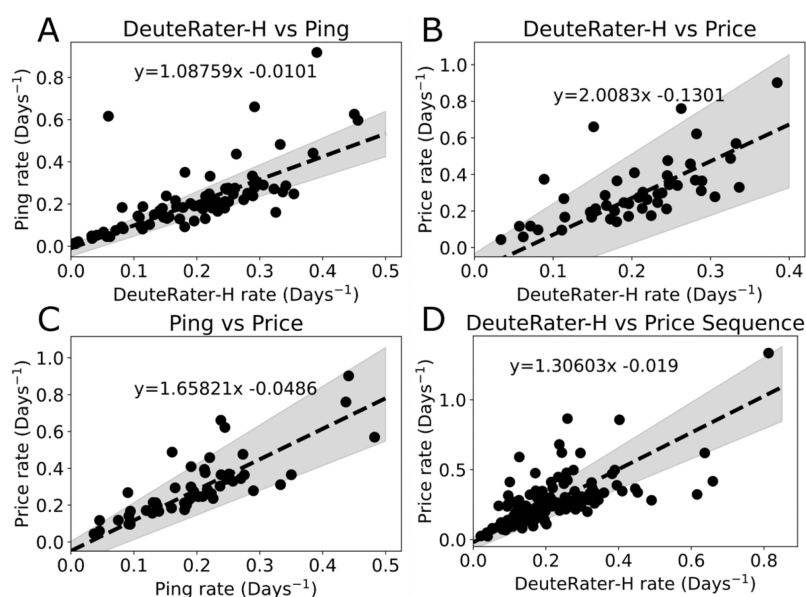 A
DeuteRater-H vs Ping
y=1.08759x -0.0101
Ping rate (Days⁻¹)
0.8
0.6
0.4
0.2
0.0
0.0 0.1 0.2 0.3 0.4 0.5
DeuteRater-H rate (Days⁻¹)
B
DeuteRater-H vs Price
y=2.0083x -0.1301
Price rate (Days⁻¹)
1.0
0.8
0.6
0.4
0.2
0.0
0.0 0.1 0.2 0.3 0.4
DeuteRater-H rate (Days⁻¹)
C
Ping vs Price
y=1.65821x -0.0486
Price rate (Days⁻¹)
1.0
0.8
0.6
0.4
0.2
0.0
0.0 0.1 0.2 0.3 0.4 0.5
Ping rate (Days⁻¹)
D
DeuteRater-H vs Price Sequence
y=1.30603x -0.019
Price rate (Days⁻¹)
1.0
0.5
0.0
0.0 0.2 0.4 0.6 0.8
DeuteRater-H rate (Days⁻¹)